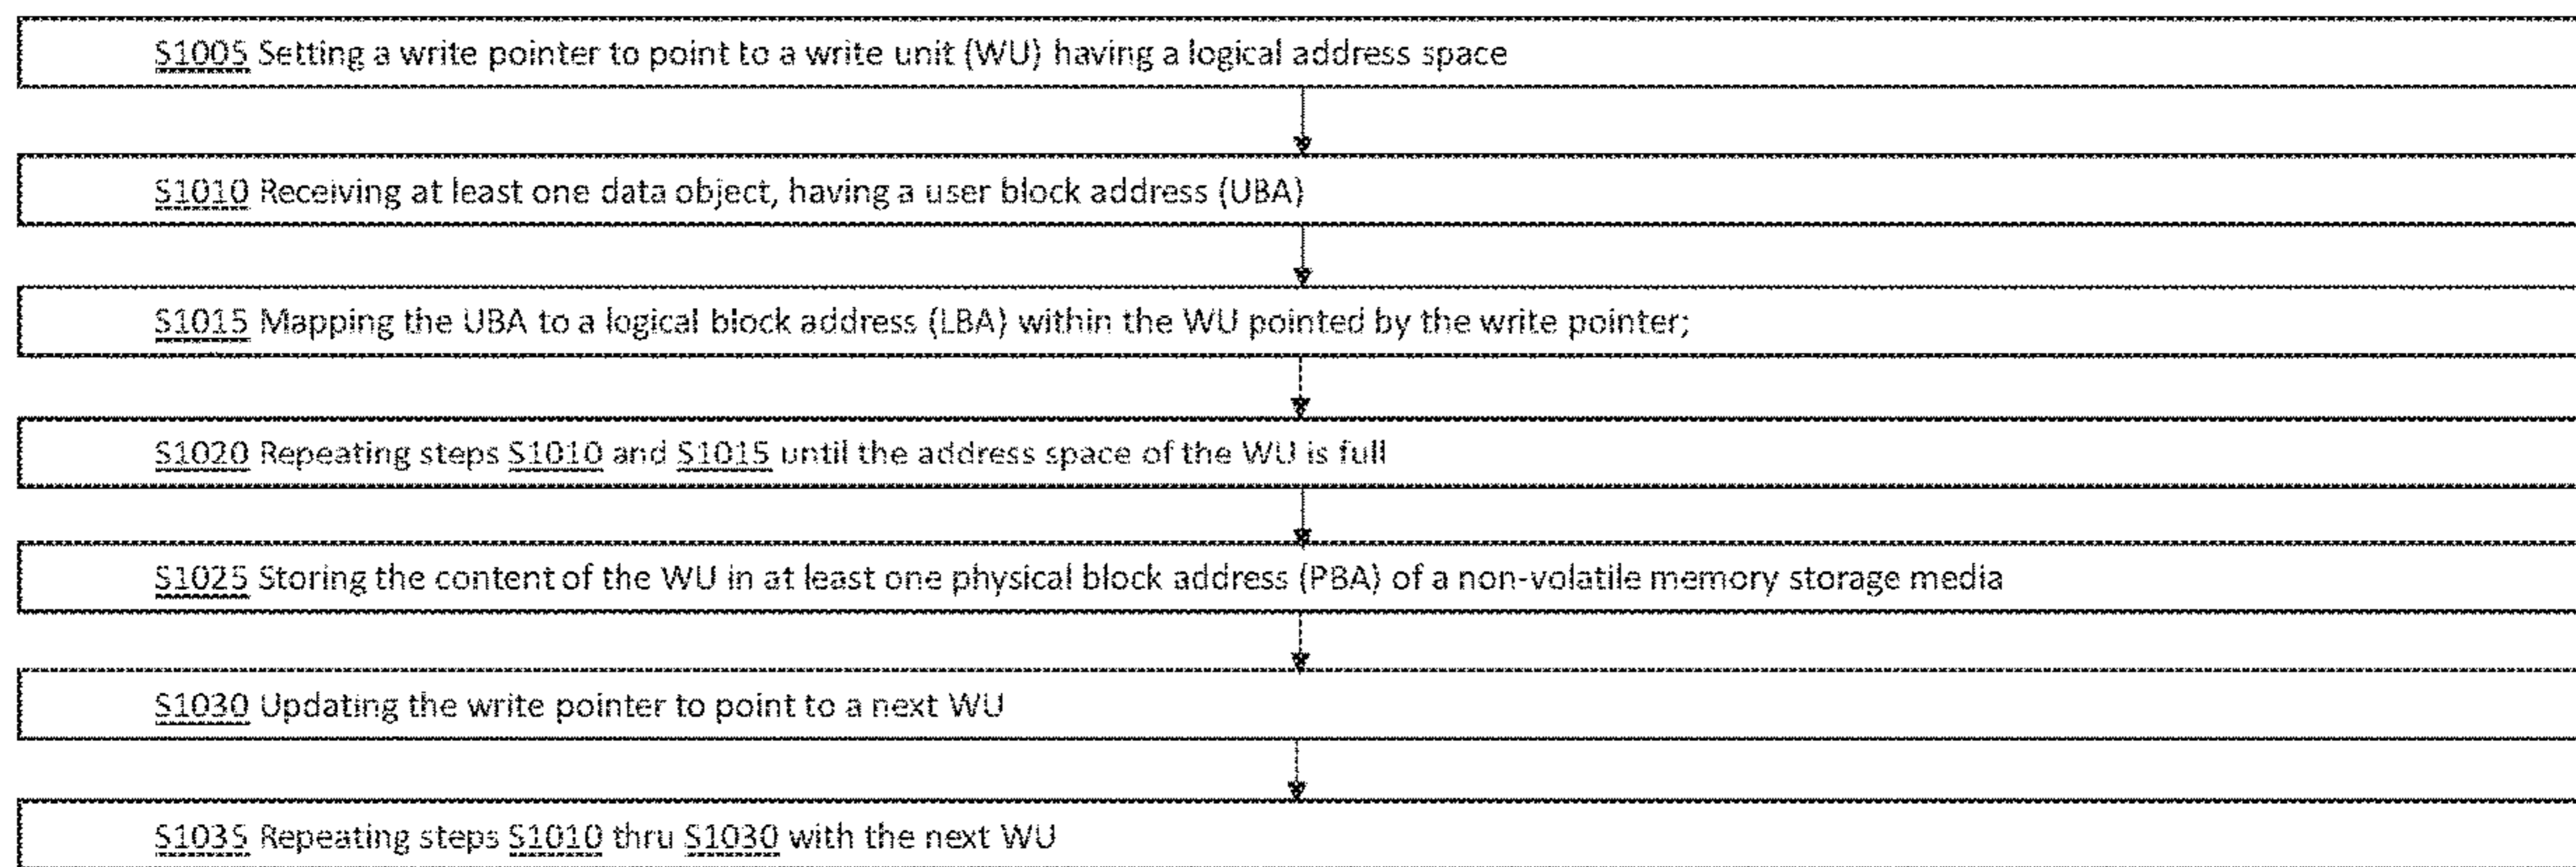 S1005 Setting a write pointer to point to a write unit (WU) having a logical address space
S1010 Receiving at least one data object, having a user block address (UBA)
S1015 Mapping the UBA to a logical block address (LBA) within the WU pointed by the write pointer;
S1020 Repeating steps S1010 and S1015 until the address space of the WU is full
S1025 Storing the content of the WU in at least one physical block address (PBA) of a non-volatile memory storage media
S1030 Updating the write pointer to point to a next WU
S1035 Repeating steps S1010 thru S1030 with the next WU